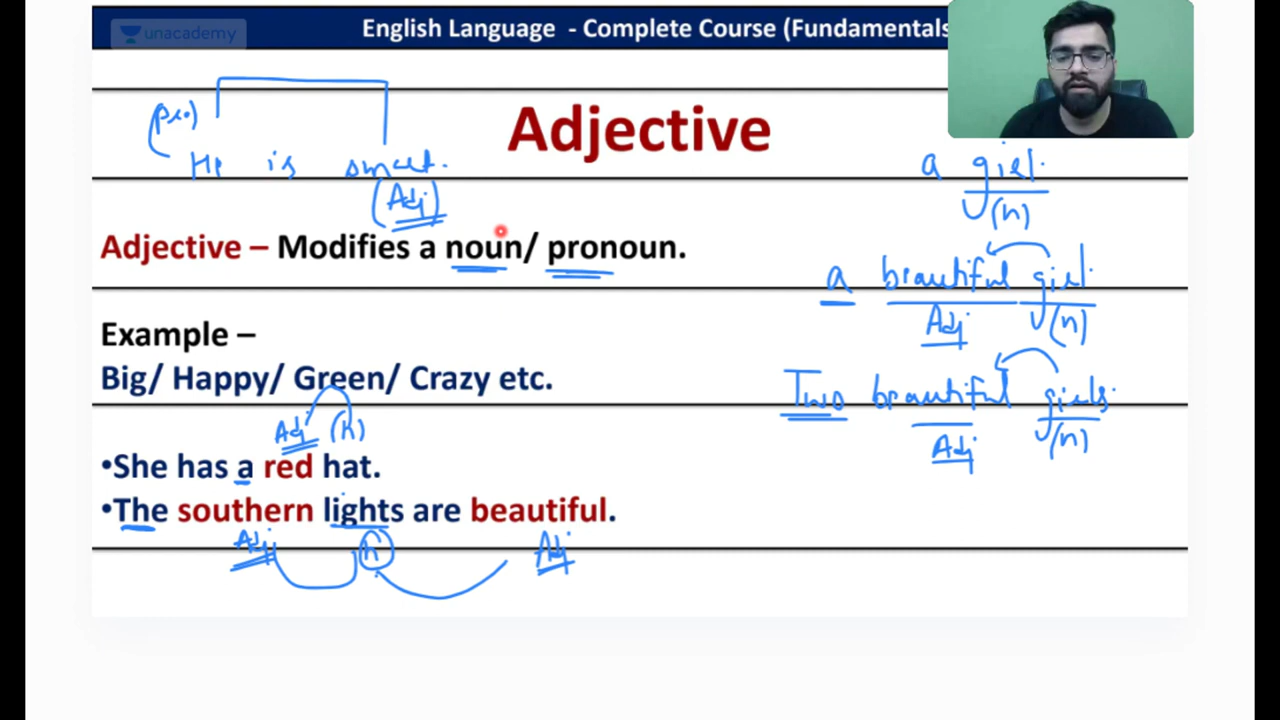 unacademy
English Language - Complete Course (Fundamentals
Adjective
(pro)
He is smart.
(Adj)
a girl.
(n)
Adjective – Modifies a noun/ pronoun.
a beautiful girl.
Adj (n)
Example –
Big/ Happy/ Green/ Crazy etc.
Two beautiful girls.
Adj (n)
Adj (n)
•She has a red hat.
•The southern lights are beautiful.
Adj n Adj